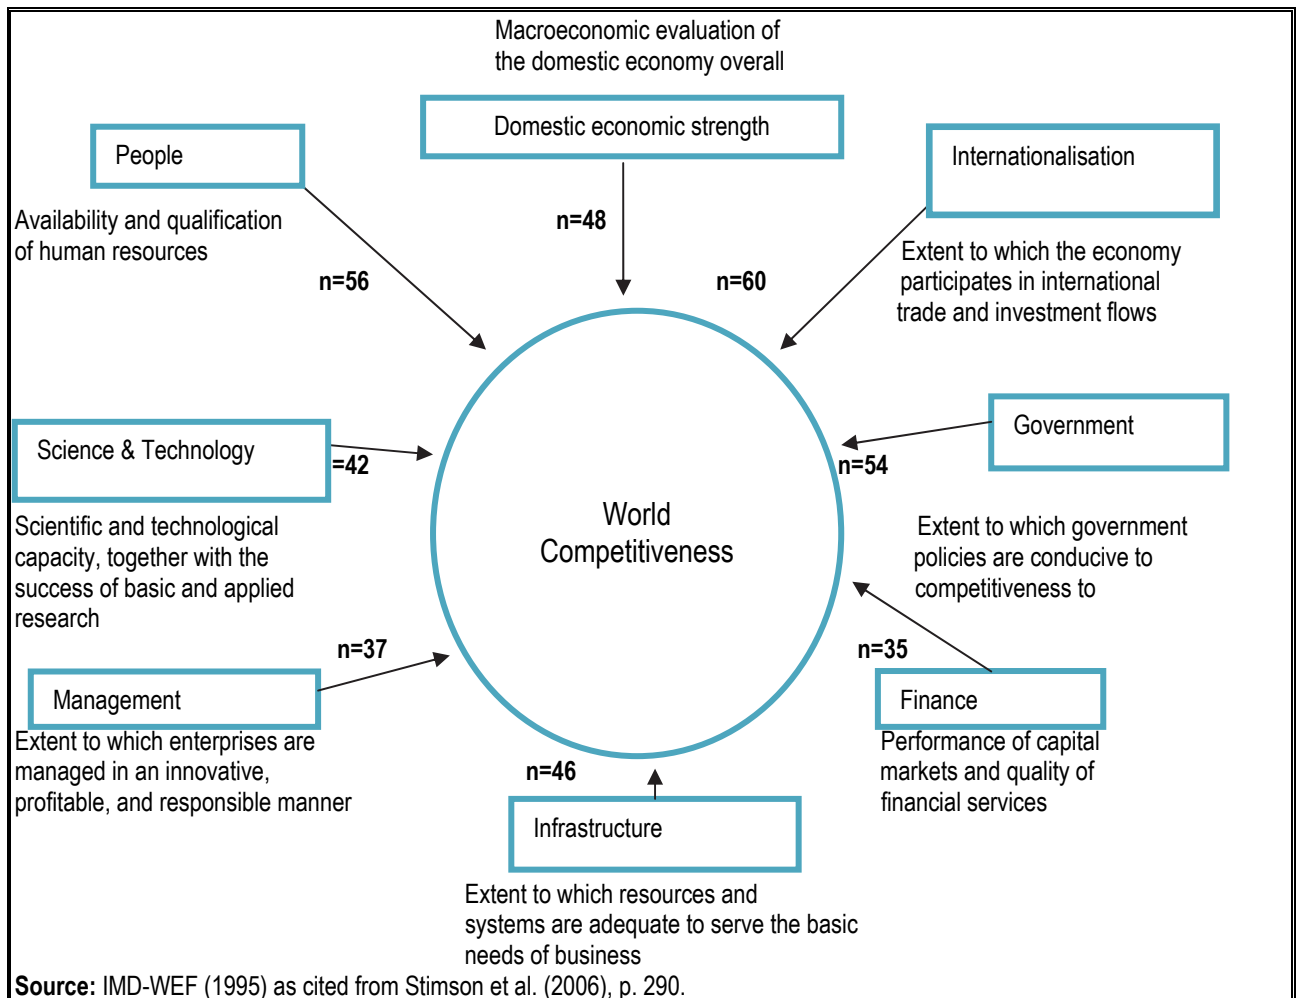 Macroeconomic evaluation of
the domestic economy overall
Domestic economic strength
People
Internationalisation
Availability and qualification
of human resources
n=48
n=56
n=60
Extent to which the economy
participates in international
trade and investment flows
Science & Technology
=42
Government
n=54
World
Competitiveness
Scientific and technological
capacity, together with the
success of basic and applied
research
Extent to which government
policies are conducive to
competitiveness to
n=37
n=35
Management
Finance
Extent to which enterprises are
managed in an innovative,
profitable, and responsible manner
Performance of capital
markets and quality of
financial services
n=46
Infrastructure
Extent to which resources and
systems are adequate to serve the basic
needs of business
Source: IMD-WEF (1995) as cited from Stimson et al. (2006), p. 290.